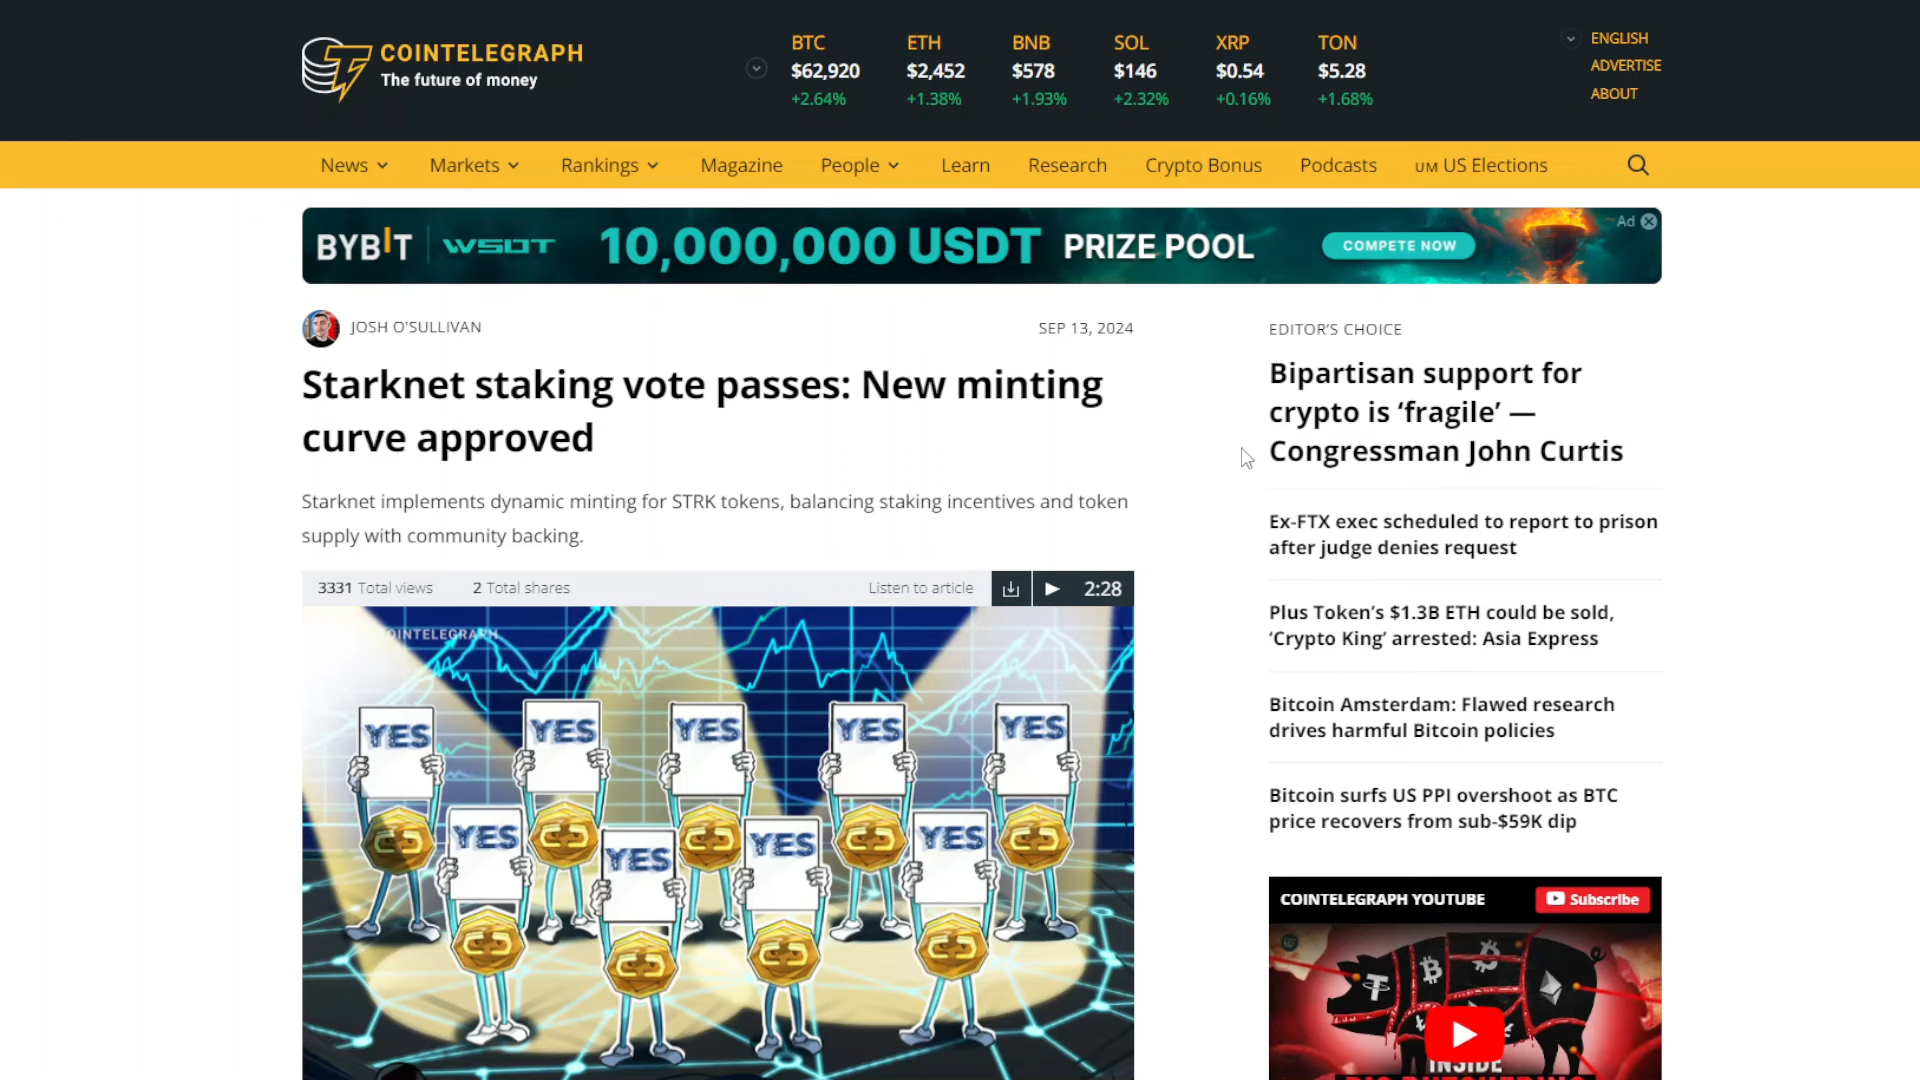 COINTELEGRAPH
The future of money
BTC
$62,920
+2.64%
ETH
$2,452
+1.38%
BNB
$578
+1.93%
SOL
$146
+2.32%
XRP
$0.54
+0.16%
TON
$5.28
+1.68%
ENGLISH
ADVERTISE
ABOUT
News Markets Rankings Magazine People Learn Research Crypto Bonus Podcasts US Elections
BYBIT WSOT 10,000,000 USDT PRIZE POOL COMPETE NOW Ad
JOSH O'SULLIVAN
SEP 13, 2024
Starknet staking vote passes: New minting
curve approved
Starknet implements dynamic minting for STRK tokens, balancing staking incentives and token
supply with community backing.
3331 Total views 2 Total shares Listen to article 2:28
YES YES YES YES YES
YES YES YES YES
EDITOR'S CHOICE
Bipartisan support for
crypto is ‘fragile’ —
Congressman John Curtis
Ex-FTX exec scheduled to report to prison
after judge denies request
Plus Token’s $1.3B ETH could be sold,
‘Crypto King’ arrested: Asia Express
Bitcoin Amsterdam: Flawed research
drives harmful Bitcoin policies
Bitcoin surfs US PPI overshoot as BTC
price recovers from sub-$59K dip
COINTELEGRAPH YOUTUBE Subscribe
INSIDE